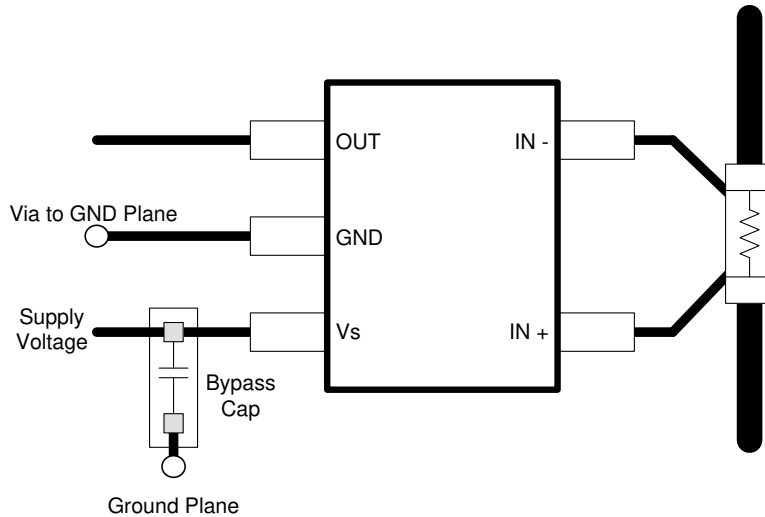 OUT
IN -
Via to GND Plane
GND
Supply
Voltage
Vs
IN +
Bypass
Cap
Ground Plane